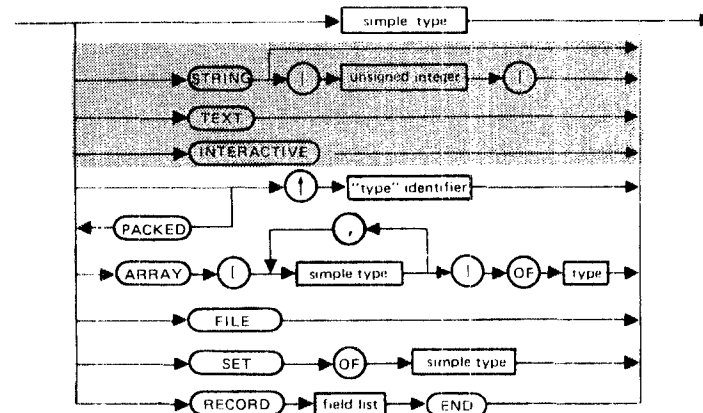 simple type
STRING [ unsigned integer ]
TEXT
INTERACTIVE
↑ "type" identifier
PACKED
,
ARRAY [ simple type ] OF type
FILE
SET OF simple type
RECORD field list END